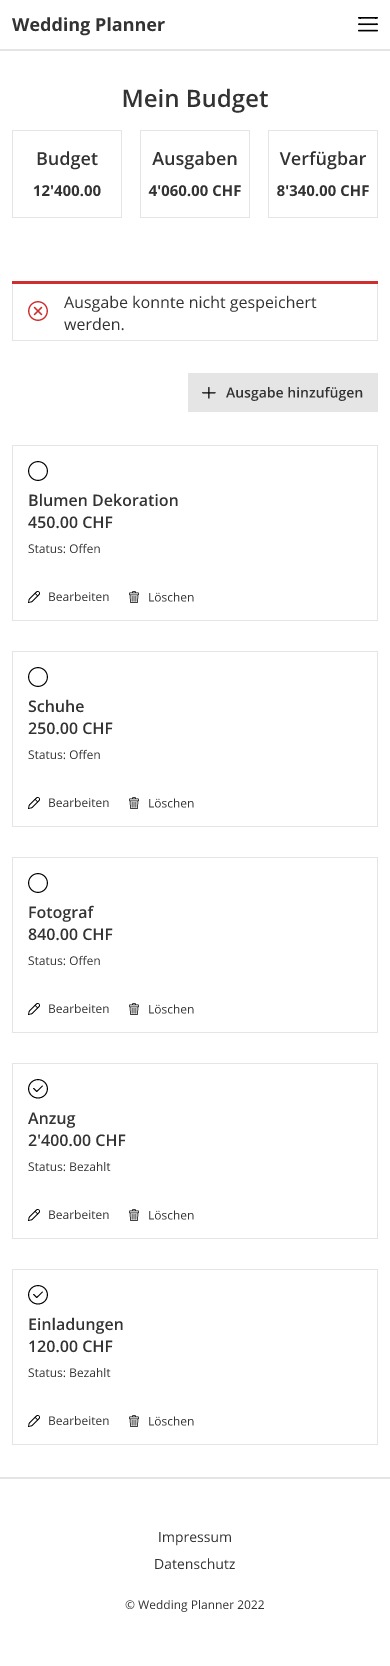 Wedding Planner
Mein Budget
Budget
12'400.00
Ausgaben
4'060.00 CHF
Verfügbar
8'340.00 CHF
Ausgabe konnte nicht gespeichert
werden.
Ausgabe hinzufügen
Blumen Dekoration
450.00 CHF
Status: Offen
Bearbeiten Löschen
Schuhe
250.00 CHF
Status: Offen
Bearbeiten Löschen
Fotograf
840.00 CHF
Status: Offen
Bearbeiten Löschen
Anzug
2'400.00 CHF
Status: Bezahlt
Bearbeiten Löschen
Einladungen
120.00 CHF
Status: Bezahlt
Bearbeiten Löschen
Impressum
Datenschutz
© Wedding Planner 2022